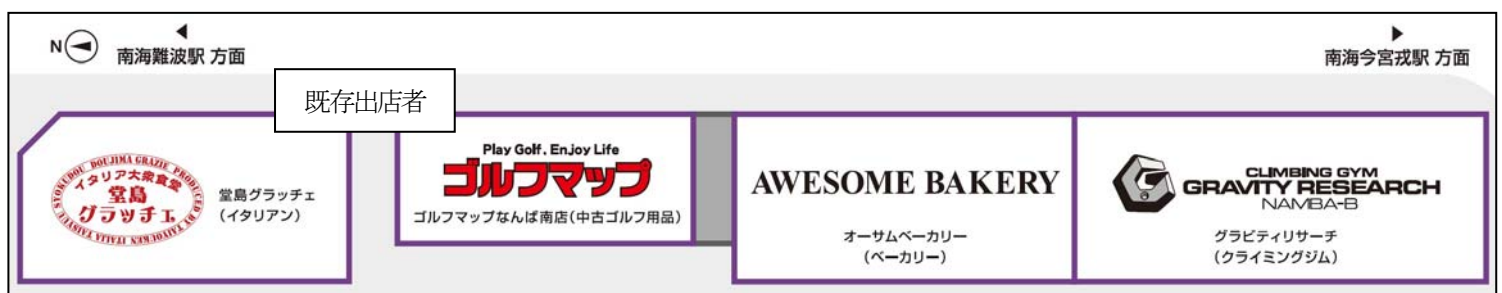 N
南海難波駅 方面
南海今宮戎駅 方面
既存出店者
DOUJIMA GRAZIE
イタリア大衆食堂
堂島
グラッチェ
堂島グラッチェ
(イタリアン)
Play Golf. Enjoy Life
ゴルフマップ
ゴルフマップなんば南店(中古ゴルフ用品)
AWESOME BAKERY
オーサムベーカリー
(ベーカリー)
CLIMBING GYM
GRAVITY RESEARCH
NAMBA-B
グラビティリサーチ
(クライミングジム)